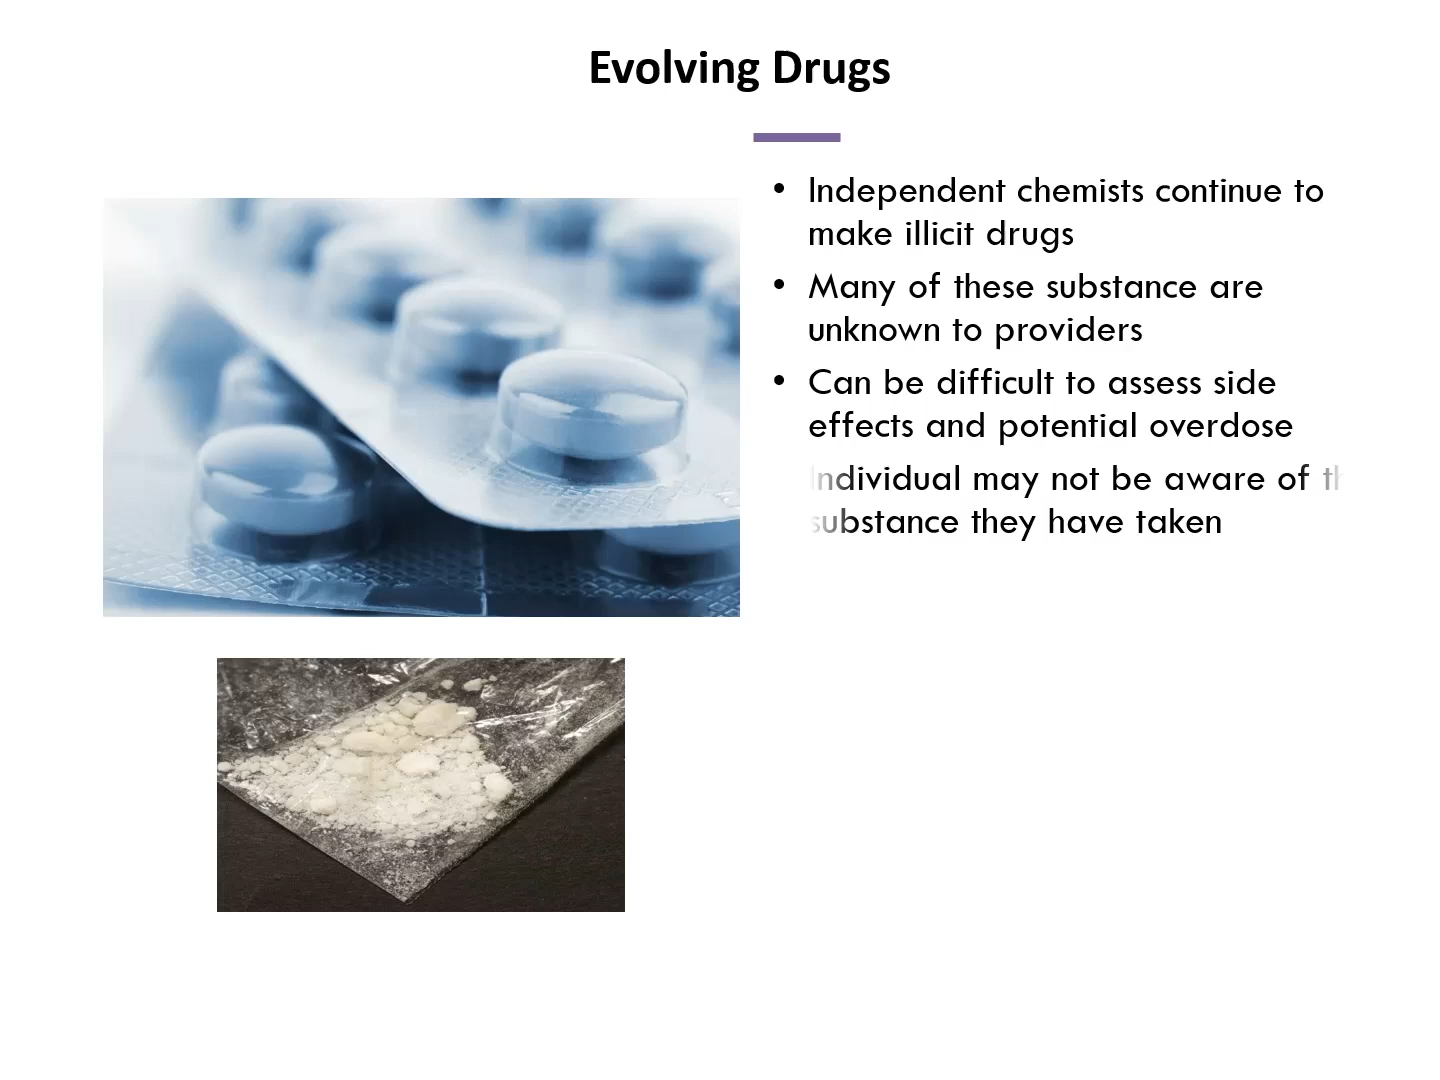 Evolving Drugs
• Independent chemists continue to
make illicit drugs
• Many of these substance are
unknown to providers
• Can be difficult to assess side
effects and potential overdose
Individual may not be aware of
substance they have taken